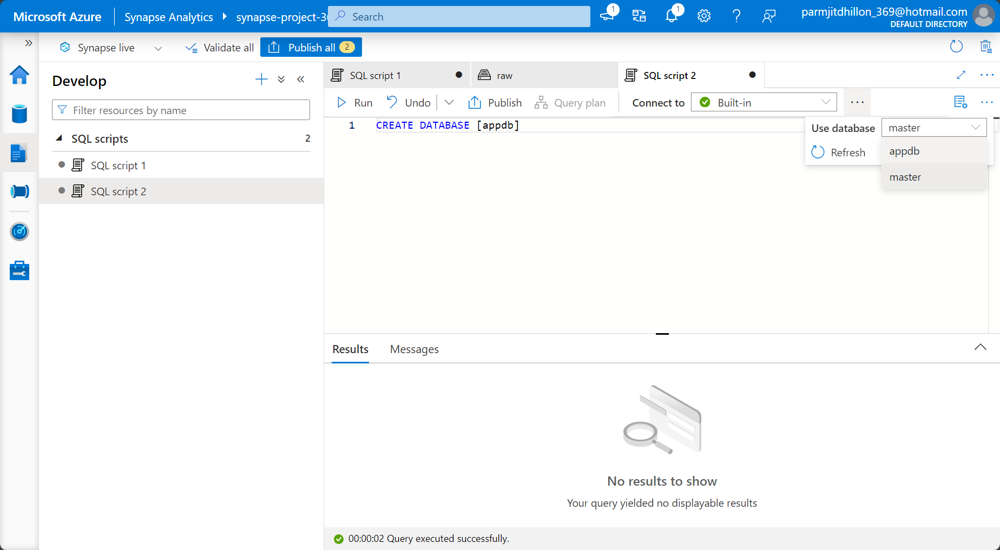 Microsoft Azure
Synapse Analytics
synapse-project-3
Search
1
1
parmjitdhillon_369@hotmail.com
DEFAULT DIRECTORY
Synapse live
Validate all
Publish all 2
Develop
Filter resources by name
SQL scripts 2
SQL script 1
SQL script 2
SQL script 1
raw
SQL script 2
Run
Undo
Publish
Query plan
Connect to
Built-in
1 CREATE DATABASE [appdb]
Use database
master
Refresh
appdb
master
Results
Messages
No results to show
Your query yielded no displayable results
00:00:02 Query executed successfully.